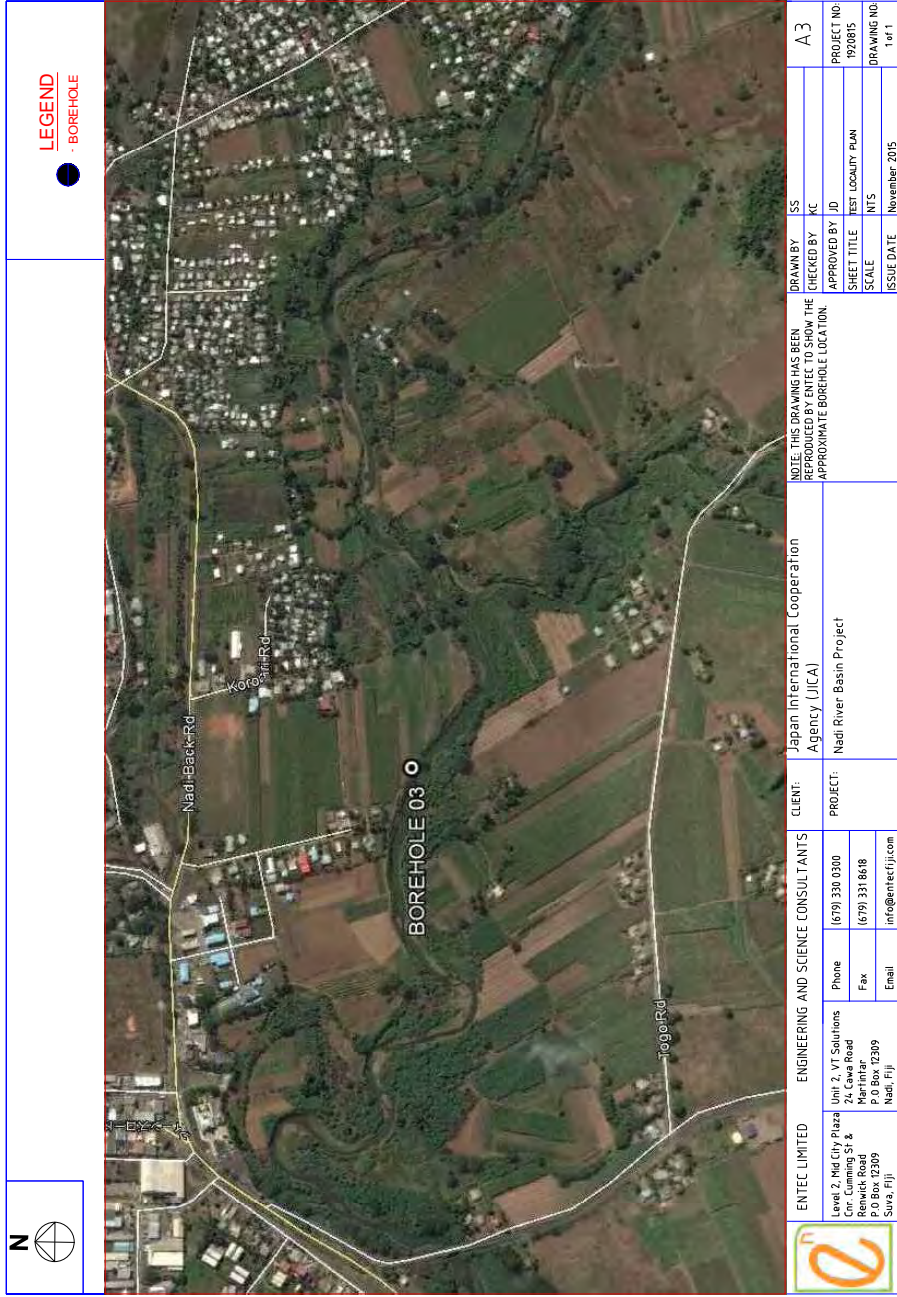 N
LEGEND
- BOREHOLE
Nadi-Back-Rd
BOREHOLE 03
Togo-Rd
ENTEC LIMITED
ENGINEERING AND SCIENCE CONSULTANTS
Level 2, Mid City Plaza
Cnr. Cumming St &
Renwick Road
P.O Box 12309
Suva, Fiji
Unit 2, VT Solutions
24 Cawa Road
Martintar
P.O Box 12309
Nadi, Fiji
Phone
(679) 330 0300
Fax
(679) 331 8618
Email
info@entecfiji.com
CLIENT:
Japan International Cooperation
Agency (JICA)
PROJECT:
Nadi River Basin Project
NOTE: THIS DRAWING HAS BEEN
REPRODUCED BY ENTEC TO SHOW THE
APPROXIMATE BOREHOLE LOCATION.
DRAWN BY
SS
CHECKED BY
KC
APPROVED BY
JD
SHEET TITLE
TEST LOCALITY PLAN
SCALE
NTS
ISSUE DATE
November 2015
A3
PROJECT NO:
1920815
DRAWING NO:
1 of 1